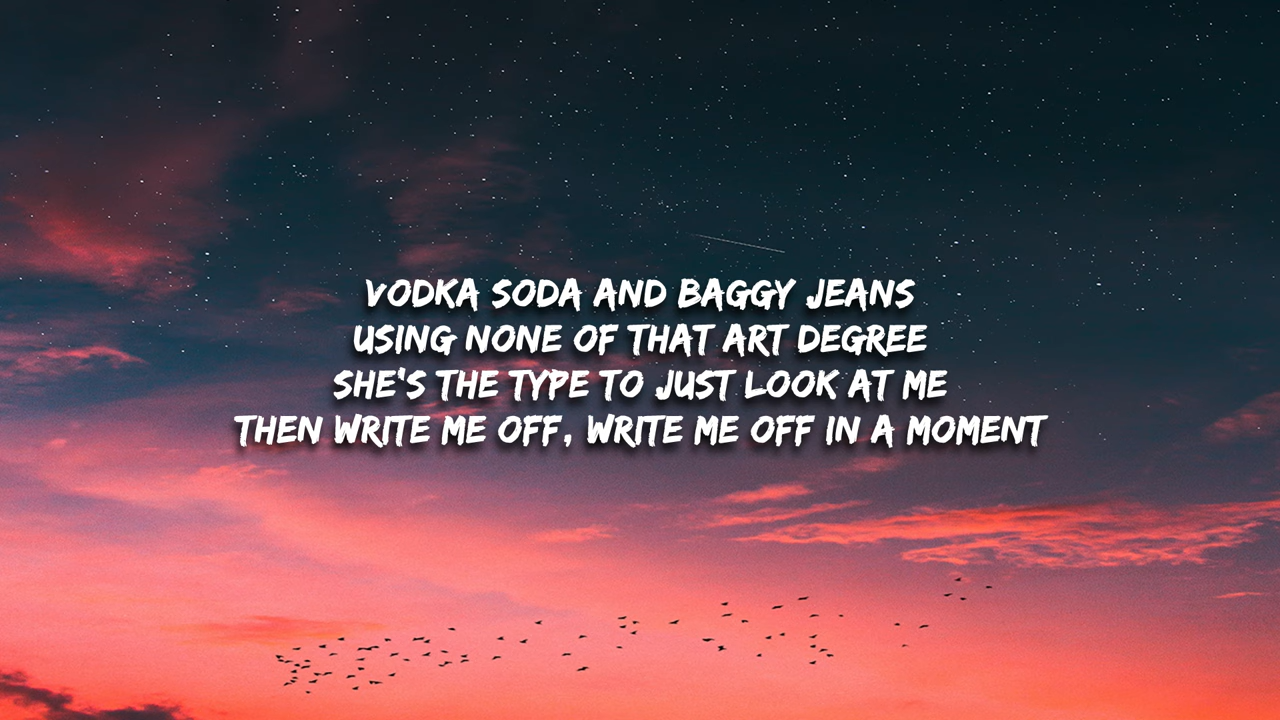 VODKA SODA AND BAGGY JEANS
USING NONE OF THAT ART DEGREE
SHE'S THE TYPE TO JUST LOOK AT ME
THEN WRITE ME OFF, WRITE ME OFF IN A MOMENT